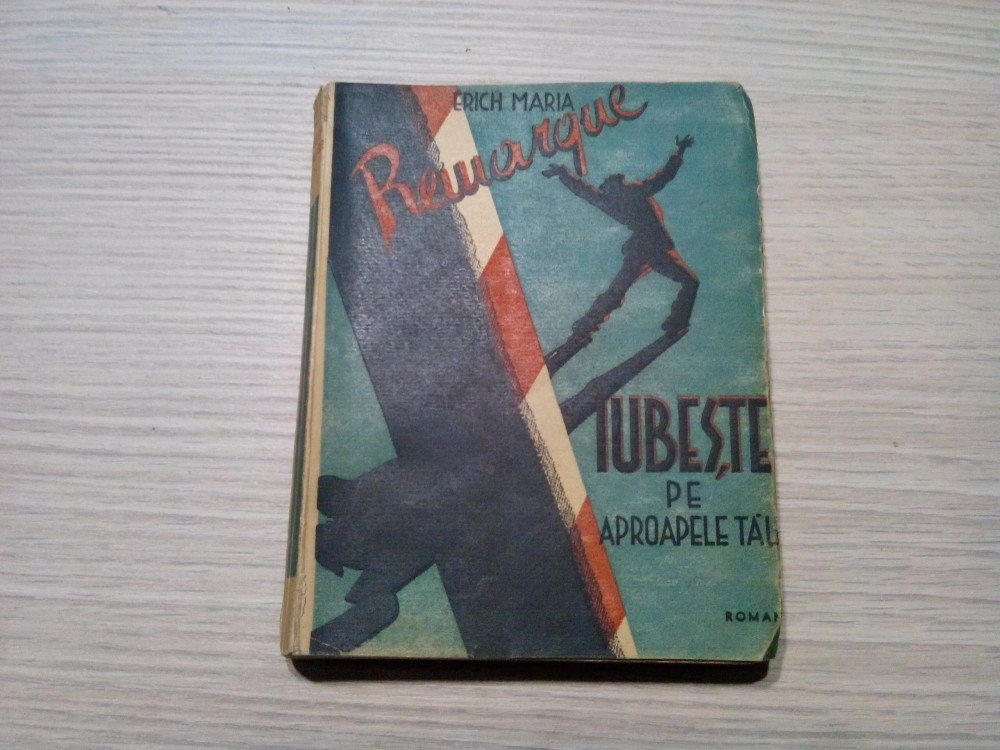 ERICH MARIA
Remarque
IUBEȘTE
PE
APROAPELE TĂU
ROMAN